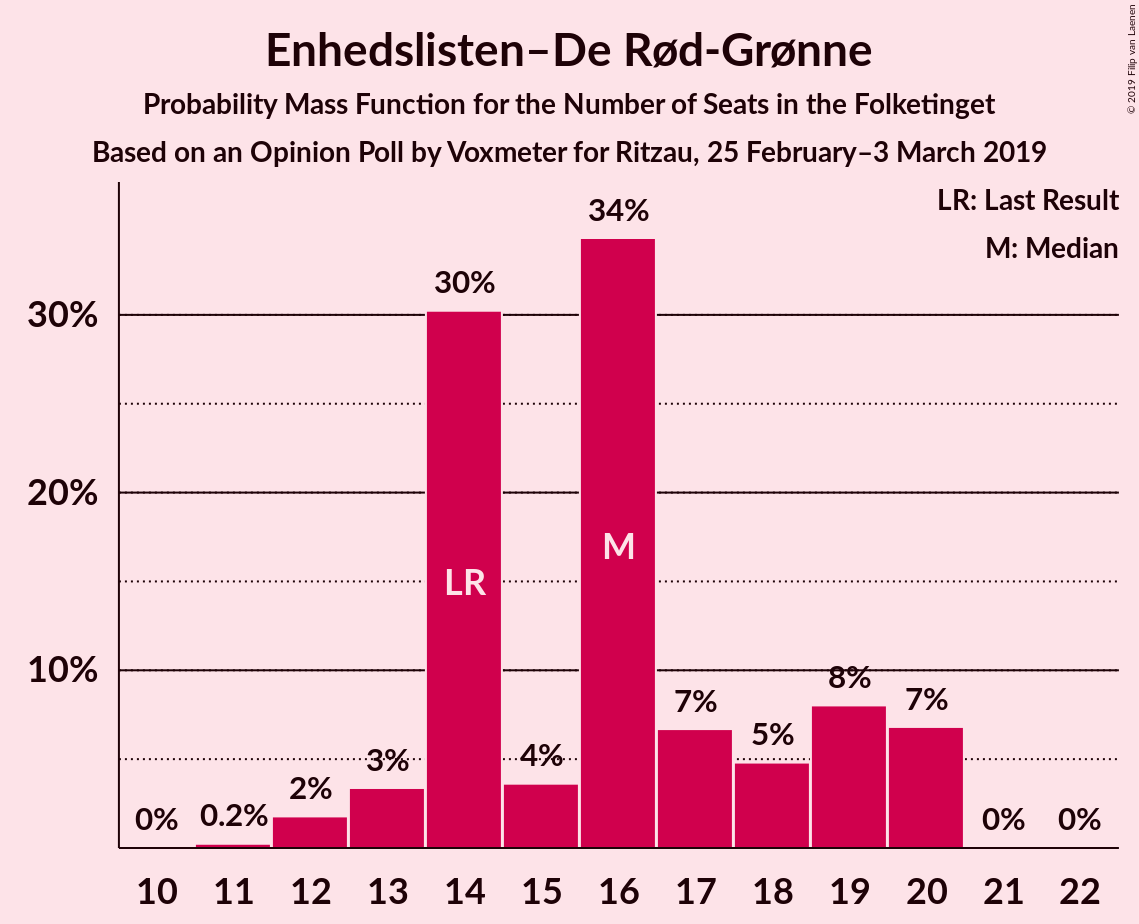 Enhedslisten–De Rød-Grønne
Probability Mass Function for the Number of Seats in the Folketinget
Based on an Opinion Poll by Voxmeter for Ritzau, 25 February–3 March 2019
© 2019 Filip van Laenen
LR: Last Result
M: Median
34%
30%
30%
20%
M
LR
10%
8%
7%
7%
5%
4%
3%
2%
0%
0.2%
0%
0%
10 11 12 13 14 15 16 17 18 19 20 21 22